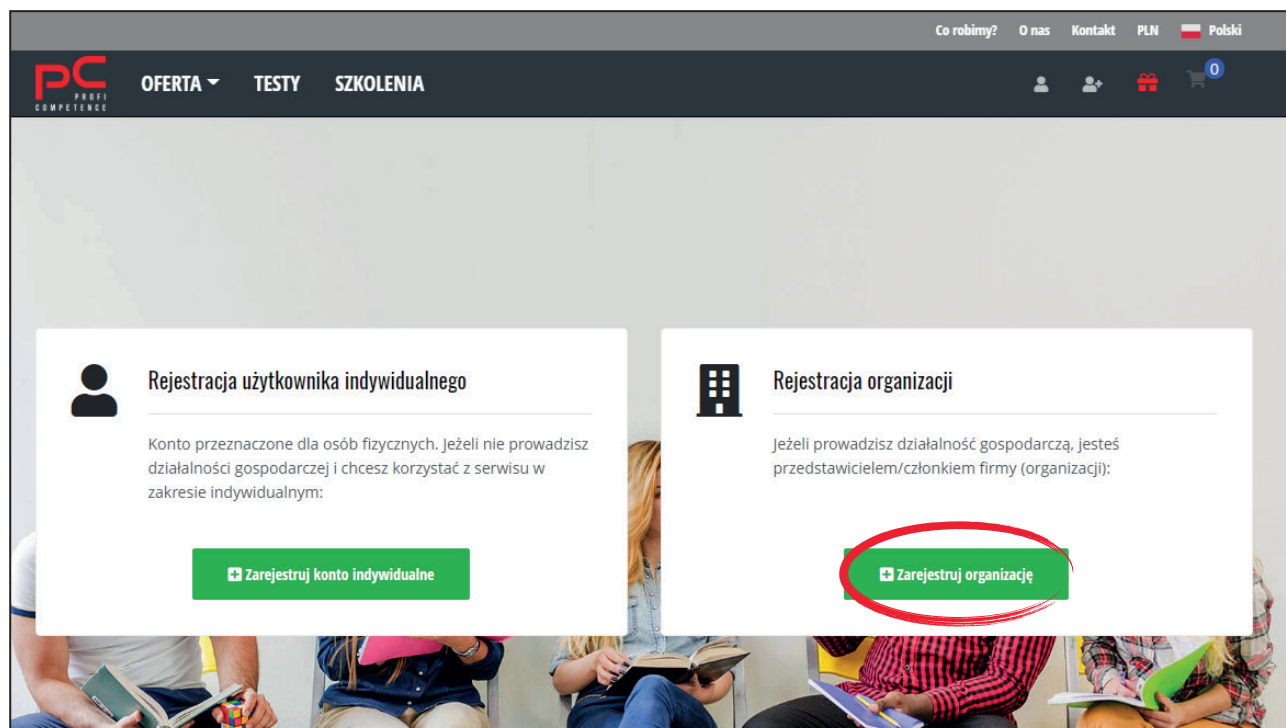 Co robimy? O nas Kontakt PLN Polski
PC
PROFI
COMPETENCE
OFERTA TESTY SZKOLENIA
0
Rejestracja użytkownika indywidualnego
Konto przeznaczone dla osób fizycznych. Jeżeli nie prowadzisz
działalności gospodarczej i chcesz korzystać z serwisu w
zakresie indywidualnym:
Zarejestruj konto indywidualne
Rejestracja organizacji
Jeżeli prowadzisz działalność gospodarczą, jesteś
przedstawicielem/członkiem firmy (organizacji):
Zarejestruj organizację